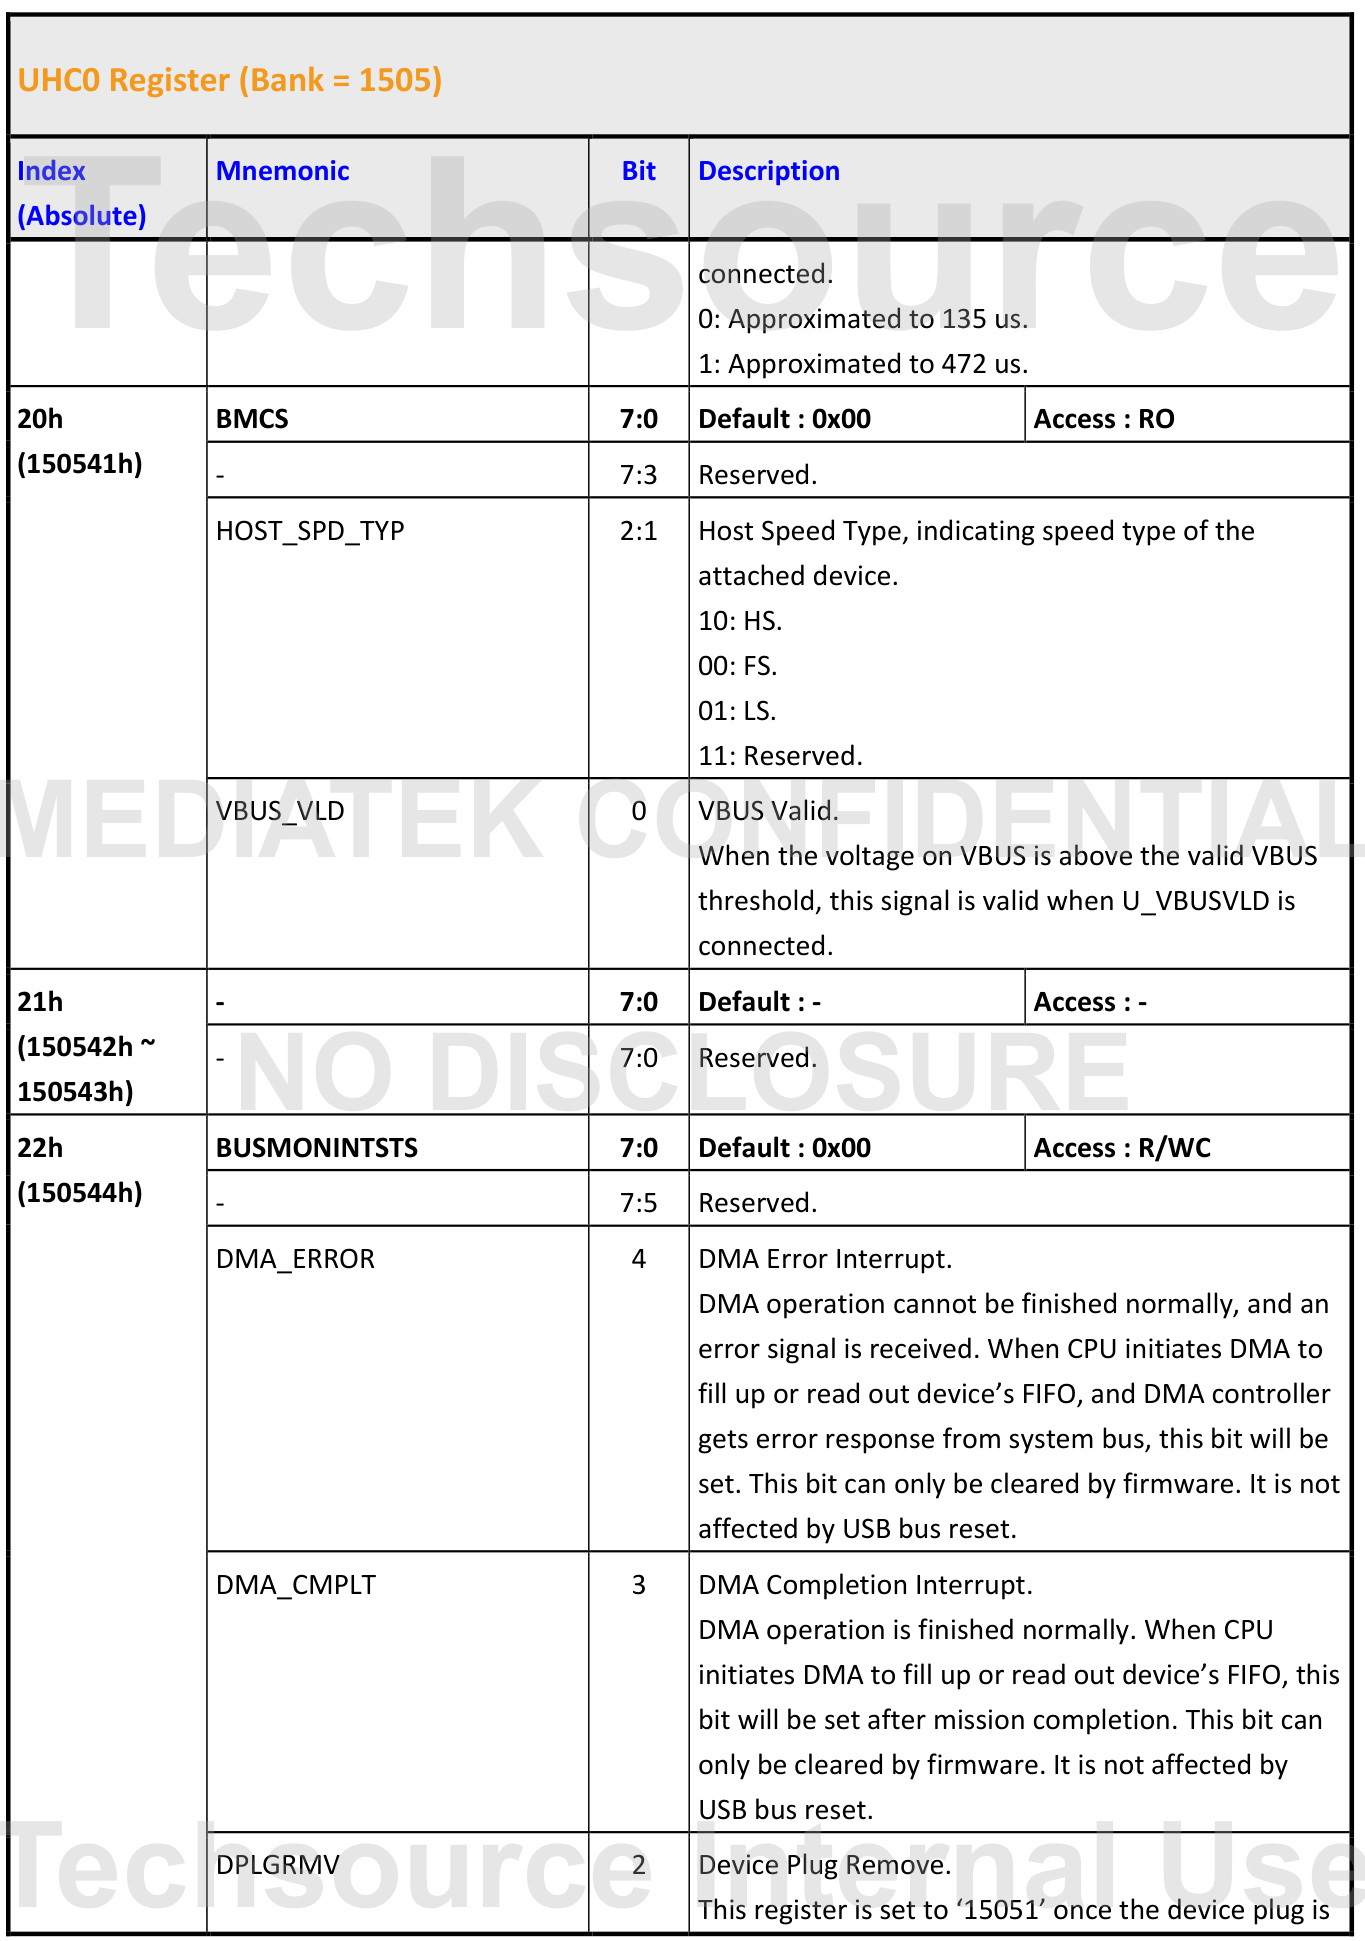 UHC0 Register (Bank = 1505)
Index (Absolute) Mnemonic Bit Description
Techsource
connected.
0: Approximated to 135 us.
1: Approximated to 472 us.
20h (150541h) BMCS 7:0 Default : 0x00 Access : RO
- 7:3 Reserved.
HOST_SPD_TYP 2:1 Host Speed Type, indicating speed type of the
attached device.
10: HS.
00: FS.
01: LS.
11: Reserved.
MEDIATEK CONFIDENTIAL
VBUS_VLD 0 VBUS Valid.
When the voltage on VBUS is above the valid VBUS
threshold, this signal is valid when U_VBUSVLD is
connected.
21h - 7:0 Default : - Access : -
(150542h ~
150543h)
- 7:0 Reserved.
NO DISCLOSURE
22h (150544h) BUSMONINTSTS 7:0 Default : 0x00 Access : R/WC
- 7:5 Reserved.
DMA_ERROR 4 DMA Error Interrupt.
DMA operation cannot be finished normally, and an
error signal is received. When CPU initiates DMA to
fill up or read out device’s FIFO, and DMA controller
gets error response from system bus, this bit will be
set. This bit can only be cleared by firmware. It is not
affected by USB bus reset.
DMA_CMPLT 3 DMA Completion Interrupt.
DMA operation is finished normally. When CPU
initiates DMA to fill up or read out device’s FIFO, this
bit will be set after mission completion. This bit can
only be cleared by firmware. It is not affected by
USB bus reset.
Techsource Internal Use
DPLGRMV 2 Device Plug Remove.
This register is set to ‘15051’ once the device plug is